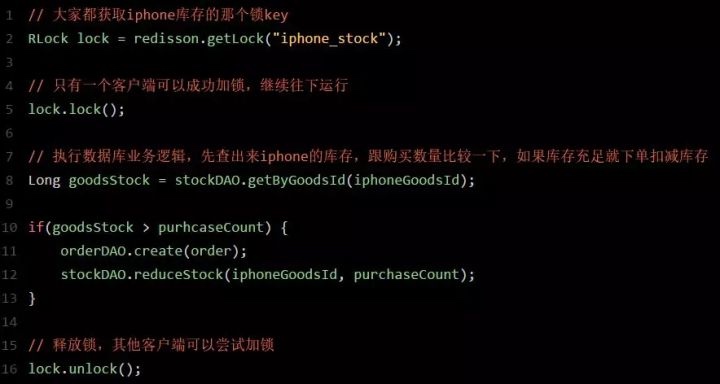 1 // 大家都获取iphone库存的那个锁key
2 RLock lock = redisson.getLock("iphone_stock");
3
4 // 只有一个客户端可以成功加锁，继续往下运行
5 lock.lock();
6
7 // 执行数据库业务逻辑，先查出来iphone的库存，跟购买数量比较一下，如果库存充足就下单扣减库存
8 Long goodsStock = stockDAO.getByGoodsId(iphoneGoodsId);
9
10 if(goodsStock > purhcaseCount) {
11     orderDAO.create(order);
12     stockDAO.reduceStock(iphoneGoodsId, purchaseCount);
13 }
14
15 // 释放锁，其他客户端可以尝试加锁
16 lock.unlock();